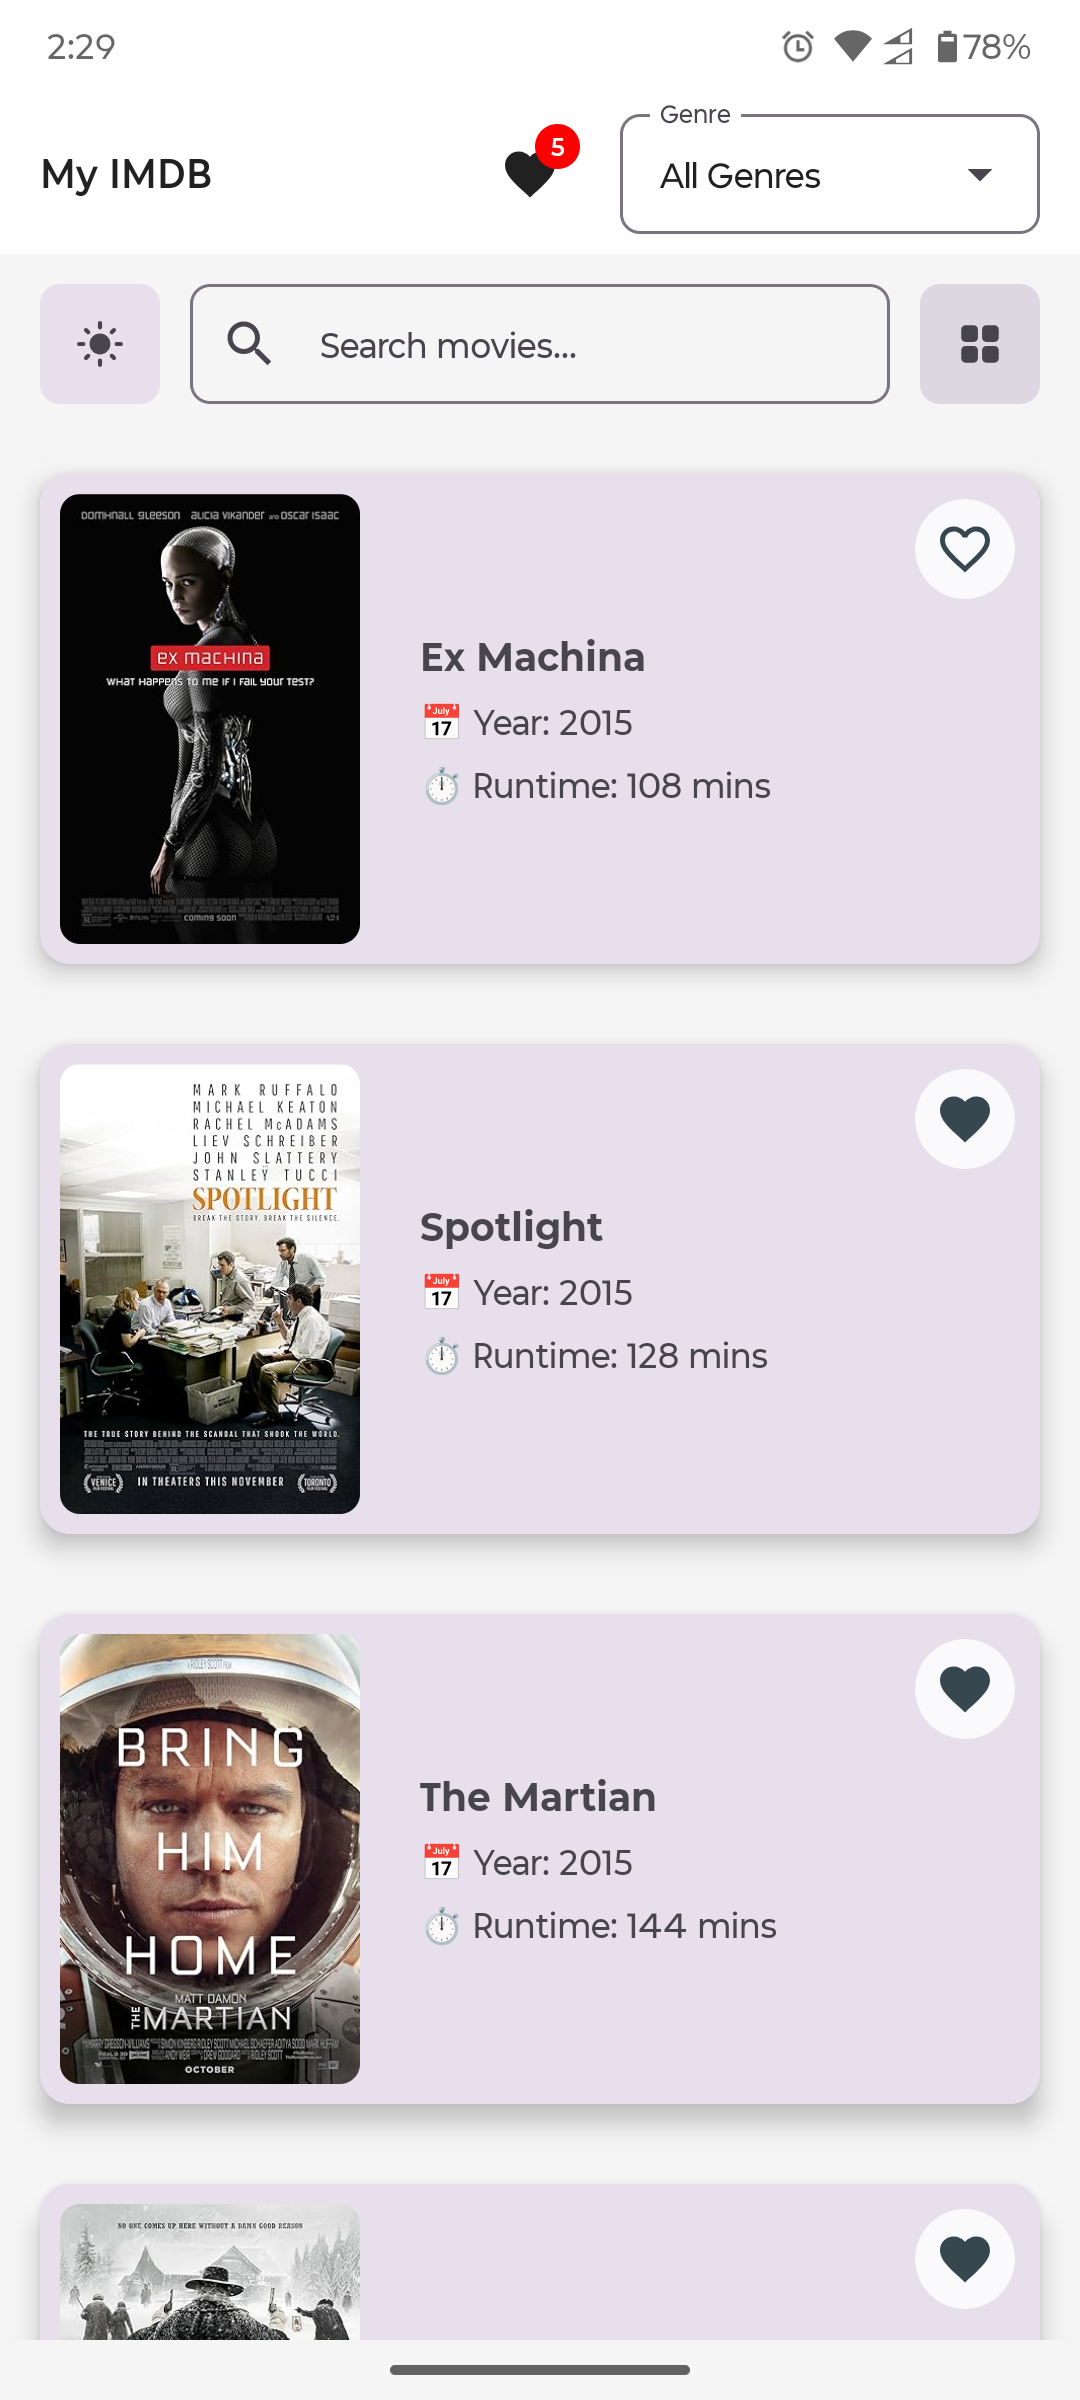 2:29
78%
My IMDB
5
Genre
All Genres
Search movies...
DOMHNALL GLEESON ALICIA VIKANDER AND OSCAR ISAAC
EX MACHINA
WHAT HAPPENS TO ME IF I FAIL YOUR TEST?
COMING SOON
Ex Machina
July 17 Year: 2015
Runtime: 108 mins
MARK RUFFALO
MICHAEL KEATON
RACHEL McADAMS
LIEV SCHREIBER
JOHN SLATTERY
STANLEY TUCCI
SPOTLIGHT
BREAK THE STORY. BREAK THE SILENCE.
THE TRUE STORY BEHIND THE SCANDAL THAT SHOOK THE WORLD.
VENICE IN THEATERS THIS NOVEMBER TORONTO
Spotlight
July 17 Year: 2015
Runtime: 128 mins
A RIDLEY SCOTT FILM
BRING
HIM
HOME
MATT DAMON
THE MARTIAN
OCTOBER
The Martian
July 17 Year: 2015
Runtime: 144 mins
NO ONE COMES UP HERE WITHOUT A DAMN GOOD REASON